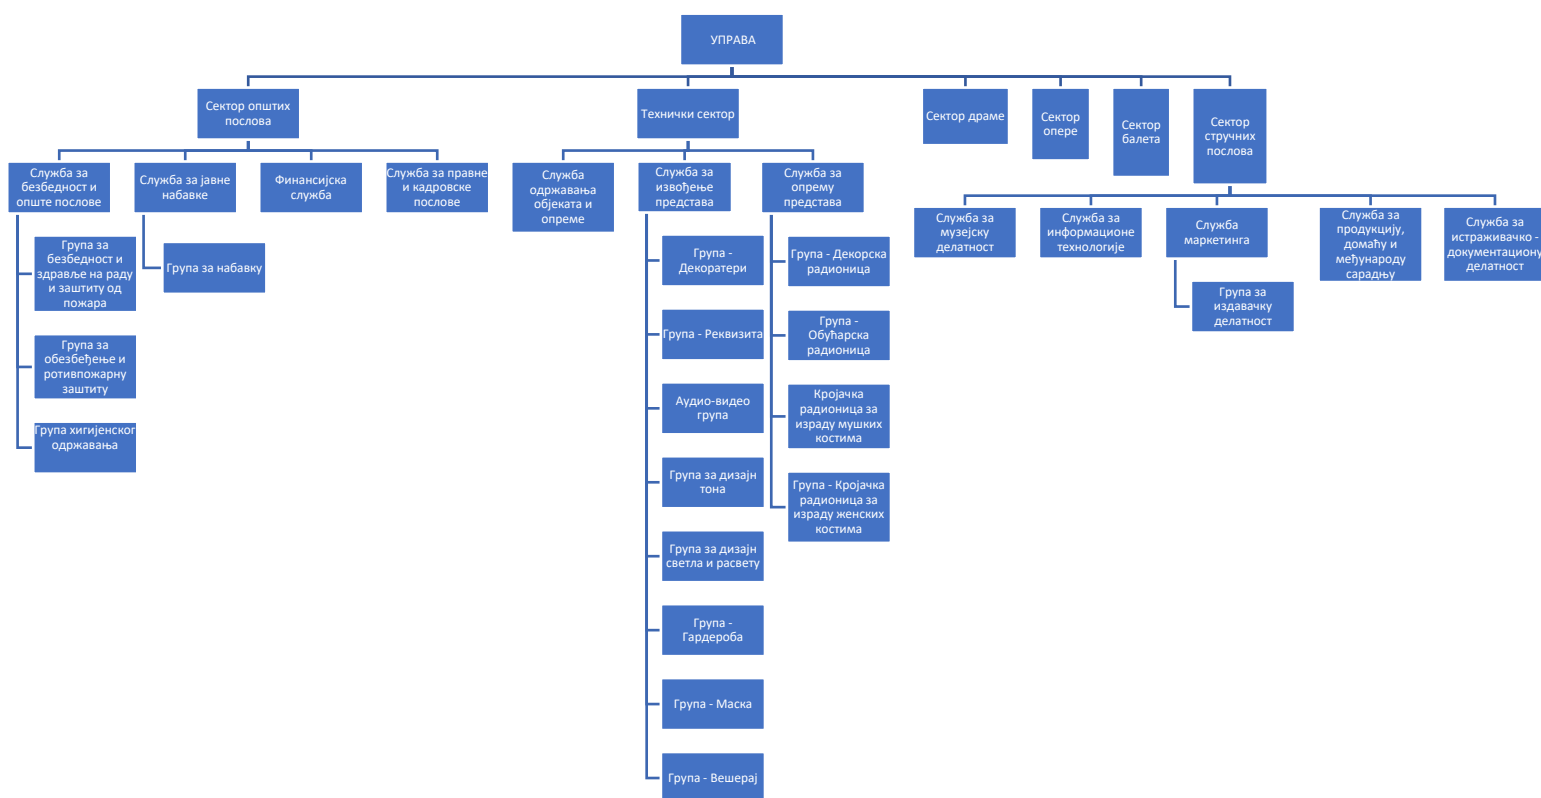 УПРАВА
Сектор општих
послова
Технички сектор
Сектор драме
Сектор
опере
Сектор
балета
Сектор
стручних
послова
Служба за
безбедност и
опште послове
Служба за јавне
набавке
Финансијска
служба
Служба за правне
и кадровске
послове
Служба
одржавања
објеката и
опреме
Служба за
извођење
представа
Служба за
опрему
представа
Служба за
музејску
делатност
Служба за
информационе
технологије
Служба
маркетинга
Служба за
продукцију,
домаћу и
међународу
сарадњу
Служба за
истраживачко -
документациону
делатност
Група за
безбедност и
здравље на раду
и заштиту од
пожара
Група за
обезбеђење и
ротивпожарну
заштиту
Група хигијенског
одржавања
Група за набавку
Група -
Декоратери
Група - Реквизита
Аудио-видео
група
Група за дизајн
тона
Група за дизајн
светла и расвету
Група -
Гардероба
Група - Маска
Група - Вешерај
Група - Декорска
радионица
Група -
Обућарска
радионица
Кројачка
радионица за
израду мушких
костима
Група - Кројачка
радионица за
израду женских
костима
Група за
издавачку
делатност